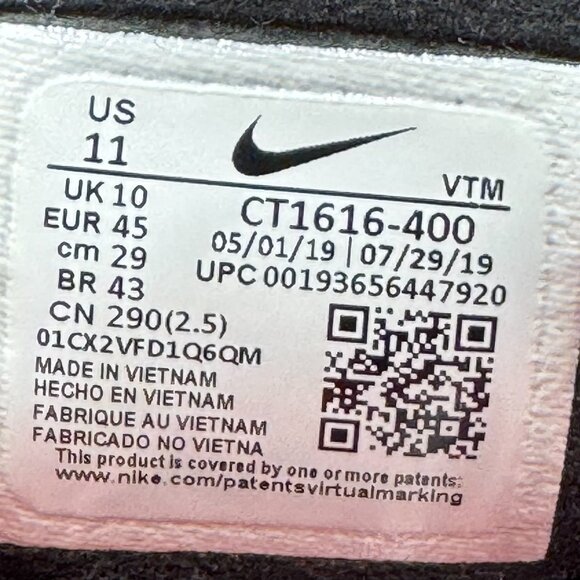 US
11
VTM
UK 10
CT1616-400
EUR 45
05/01/19 | 07/29/19
cm 29
UPC 00193656447920
BR 43
CN 290(2.5)
01CX2VFD1Q6QM
MADE IN VIETNAM
HECHO EN VIETNAM
FABRIQUE AU VIETNAM
FABRICADO NO VIETNA
This product is covered by one or more patents:
www.nike.com/patentsvirtualmarking